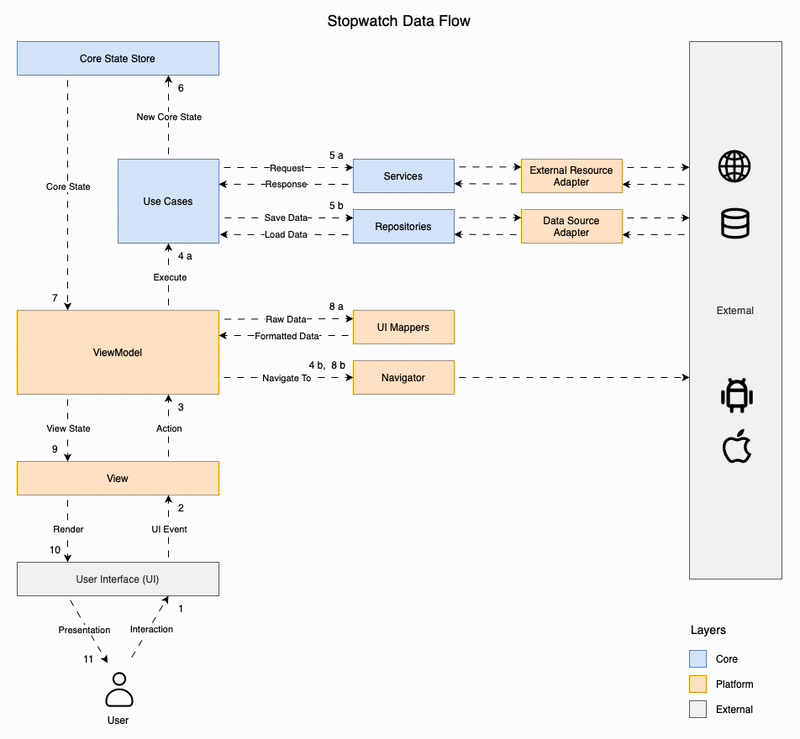 Stopwatch Data Flow
Core State Store
6
New Core State
Core State
Use Cases
5 a
Request
Response
Services
External Resource
Adapter
5 b
Save Data
Load Data
Repositories
Data Source
Adapter
4 a
Execute
7
External
ViewModel
8 a
Raw Data
Formatted Data
UI Mappers
4 b, 8 b
Navigate To
Navigator
3
View State
Action
9
View
2
Render
UI Event
10
User Interface (UI)
1
Presentation
Interaction
11
User
Layers
Core
Platform
External